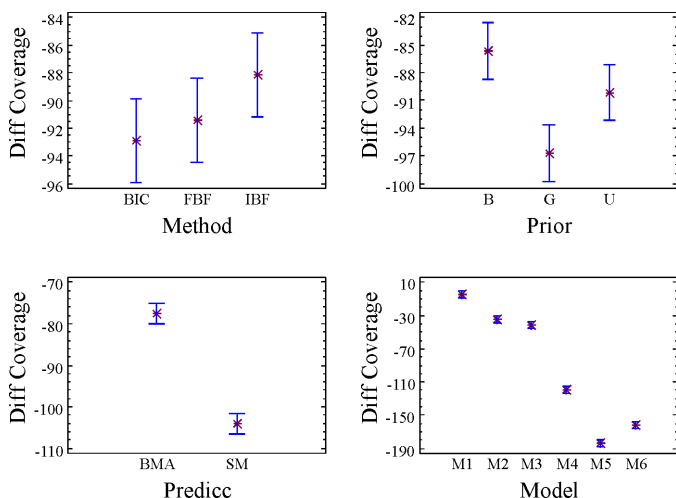 -84
-86
-88
-90
-92
-94
-96
Diff Coverage
BIC FBF IBF
Method
-82
-85
-88
-91
-94
-97
-100
Diff Coverage
B G U
Prior
-70
-80
-90
-100
-110
Diff Coverage
BMA SM
Predicc
10
-30
-70
-110
-150
-190
Diff Coverage
M1 M2 M3 M4 M5 M6
Model